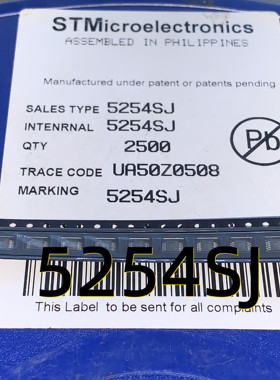 STMicroelectronics
ASSEMBLED IN PHILIPPINES
Manufactured under patent or patents pending
SALES TYPE 5254SJ
INTENRNAL 5254SJ
QTY 2500
Pb
TRACE CODE UA50Z0508
MARKING 5254SJ
5254SJ
This Label to be sent for all complaints